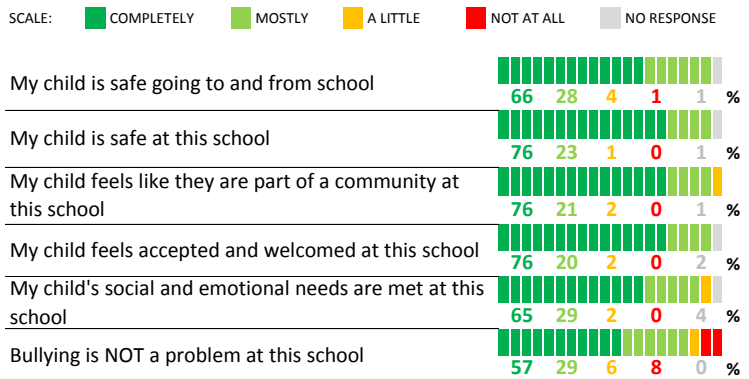 SCALE: COMPLETELY MOSTLY A LITTLE NOT AT ALL NO RESPONSE
My child is safe going to and from school
66 28 4 1 1 %
My child is safe at this school
76 23 1 0 1 %
My child feels like they are part of a community at
this school
76 21 2 0 1 %
My child feels accepted and welcomed at this school
76 20 2 0 2 %
My child's social and emotional needs are met at this
school
65 29 2 0 4 %
Bullying is NOT a problem at this school
57 29 6 8 0 %